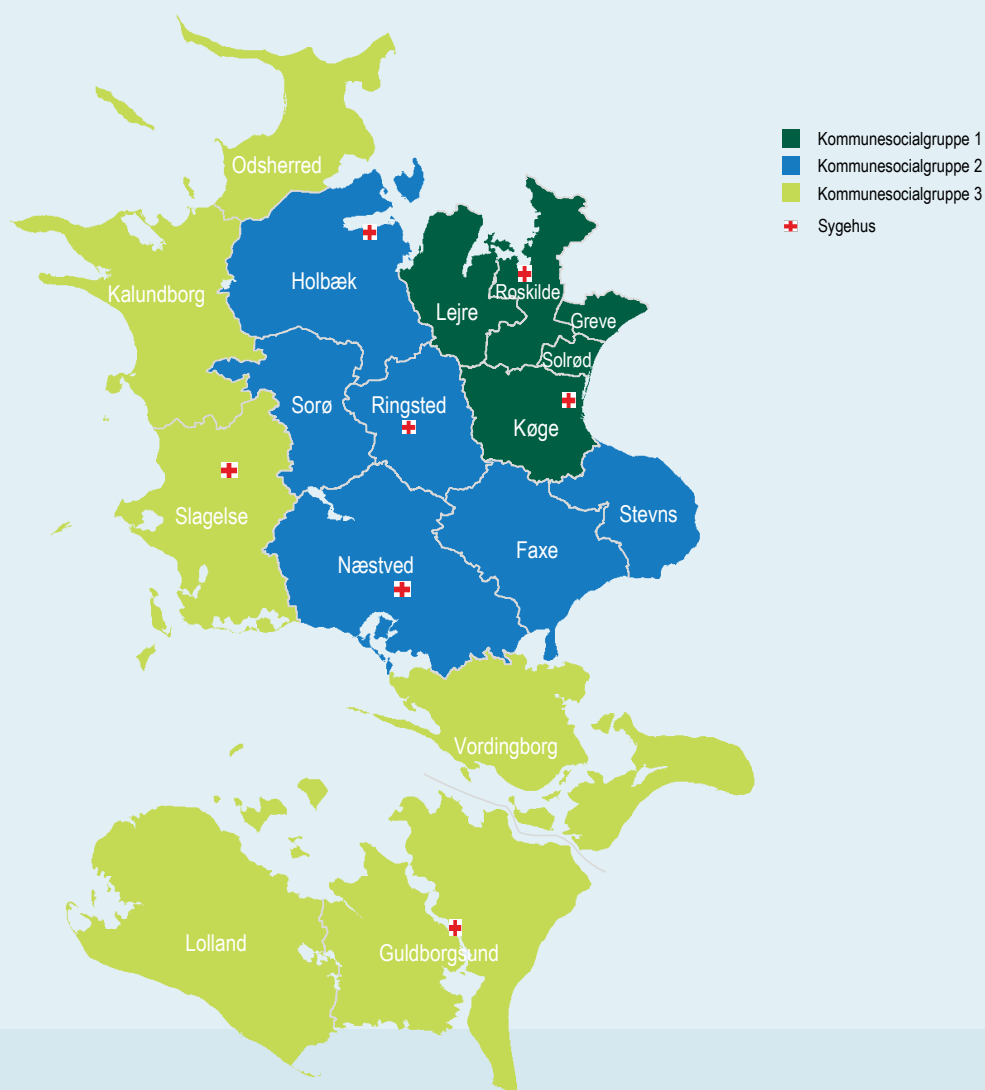 Kommunesocialgruppe 1
Kommunesocialgruppe 2
Kommunesocialgruppe 3
Sygehus
Odsherred
Holbæk
Kalundborg
Roskilde
Lejre
Greve
Solrød
Sorø
Ringsted
Køge
Slagelse
Stevns
Faxe
Næstved
Vordingborg
Lolland
Guldborgsund